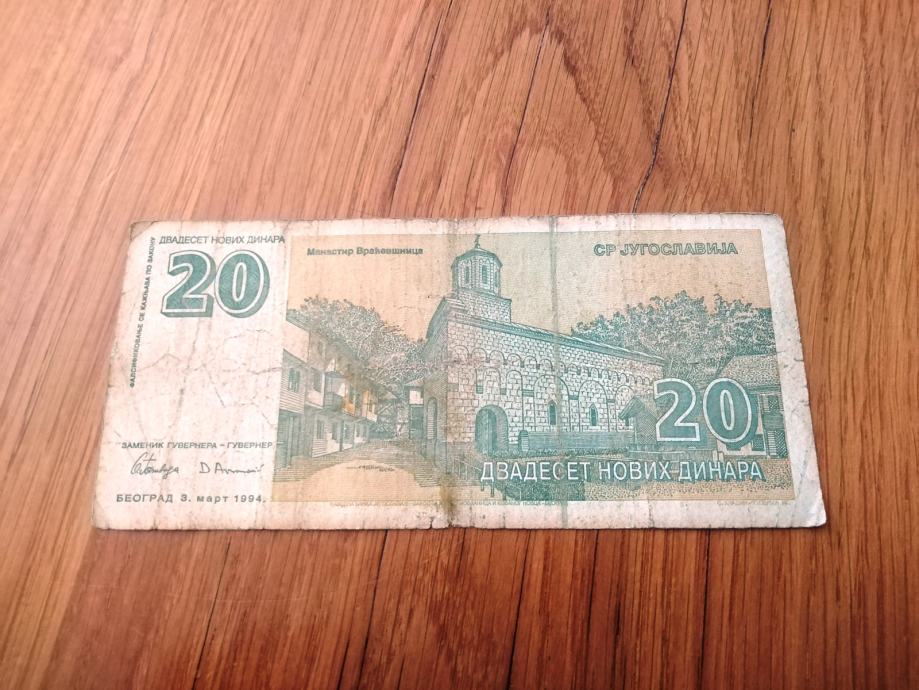 ДВАДЕСЕТ НОВИХ ДИНАРА
20
ФАЛСИФИКОВАЊЕ СЕ КАЖЊАВА ПО ЗАКОНУ
Манастир Враћевшница
СР ЈУГОСЛАВИЈА
20
ДВАДЕСЕТ НОВИХ ДИНАРА
ЗАМЕНИК ГУВЕРНЕРА – ГУВЕРНЕР
БЕОГРАД 3. март 1994.